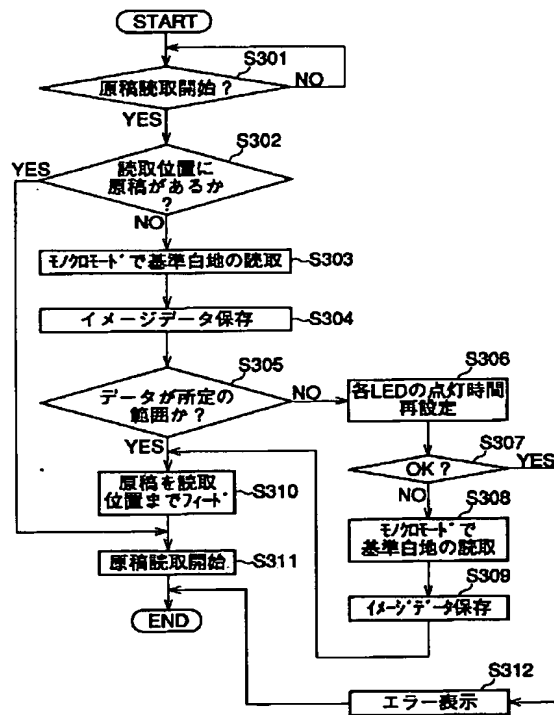 START
S301
原稿読取開始？
NO
YES
S302
YES
読取位置に
原稿があるか
？
NO
ﾓﾉｸﾛﾓｰﾄﾞで基準白地の読取
S303
イメージデータ保存
S304
S305
データが所定の
範囲か？
NO
YES
S306
各LEDの点灯時間
再設定
S307
OK？
YES
NO
S308
ﾓﾉｸﾛﾓｰﾄﾞで
基準白地の読取
S309
ｲﾒｰｼﾞﾃﾞｰﾀ保存
原稿を読取
位置までﾌｨｰﾄﾞ
S310
原稿読取開始
S311
END
S312
エラー表示